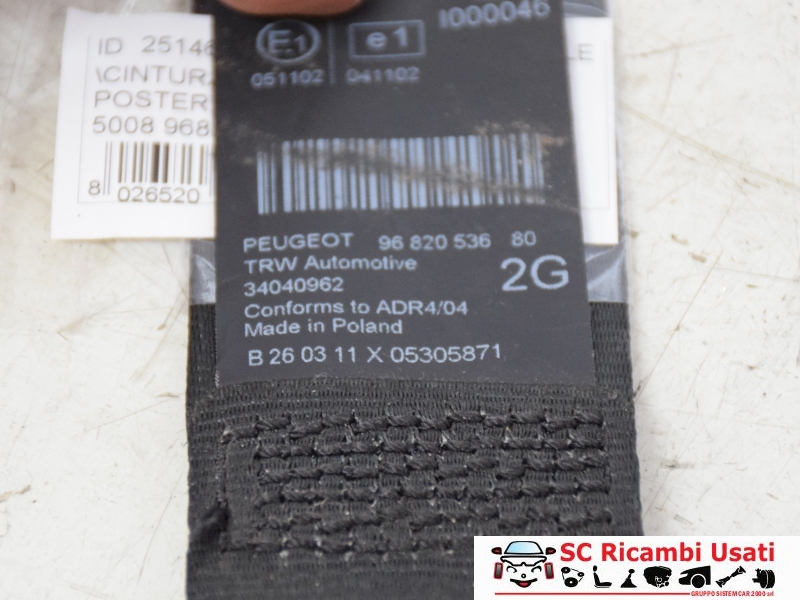 I000046
E1
e1
051102
041102
ID 25146
\CINTUR
POSTER
5008 968
8 026520
LE
PEUGEOT 96 820 536 80
TRW Automotive
2G
34040962
Conforms to ADR4/04
Made in Poland
B 26 03 11 X 05305871
SC Ricambi Usati
GRUPPO SISTEMCAR 2000 srl